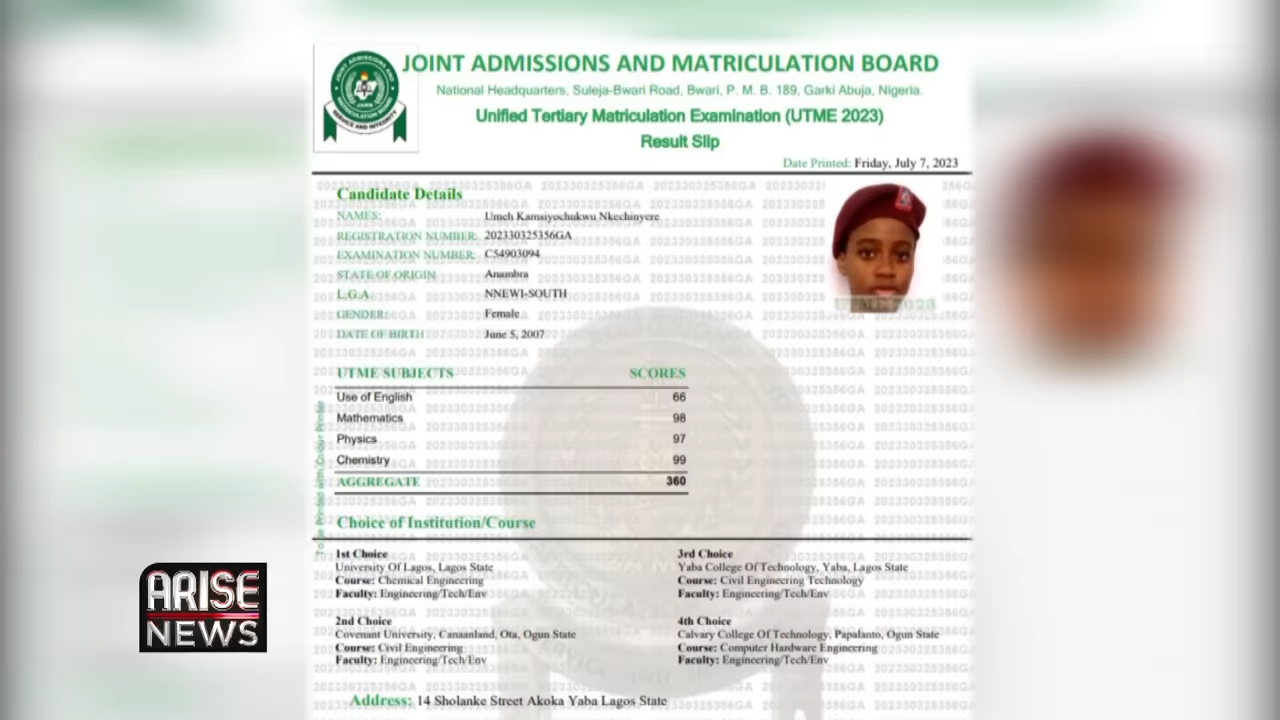 JOINT ADMISSIONS AND MATRICULATION BOARD
National Headquarters, Suleja-Bwari Road, Bwari, P. M. B. 189, Garki Abuja, Nigeria.
Unified Tertiary Matriculation Examination (UTME 2023)
Result Slip
Date Printed: Friday, July 7, 2023
Candidate Details
NAMES: Umeh Kamsiyochukwu Nkechinyere
REGISTRATION NUMBER: 202330325356GA
EXAMINATION NUMBER: C54903094
STATE OF ORIGIN Anambra
L.G.A. NNEWI-SOUTH
GENDER: Female
DATE OF BIRTH June 5, 2007
UTME 2023
UTME SUBJECTS SCORES
Use of English 66
Mathematics 98
Physics 97
Chemistry 99
AGGREGATE 360
To be Printed with Colour Printer
Choice of Institution/Course
1st Choice
University Of Lagos, Lagos State
Course: Chemical Engineering
Faculty: Engineering/Tech/Env
3rd Choice
Yaba College Of Technology, Yaba, Lagos State
Course: Civil Engineering Technology
Faculty: Engineering/Tech/Env
2nd Choice
Covenant University, Canaanland, Ota, Ogun State
Course: Civil Engineering
Faculty: Engineering/Tech/Env
4th Choice
Calvary College Of Technology, Papalanto, Ogun State
Course: Computer Hardware Engineering
Faculty: Engineering/Tech/Env
Address: 14 Sholanke Street Akoka Yaba Lagos State
ARISE
NEWS